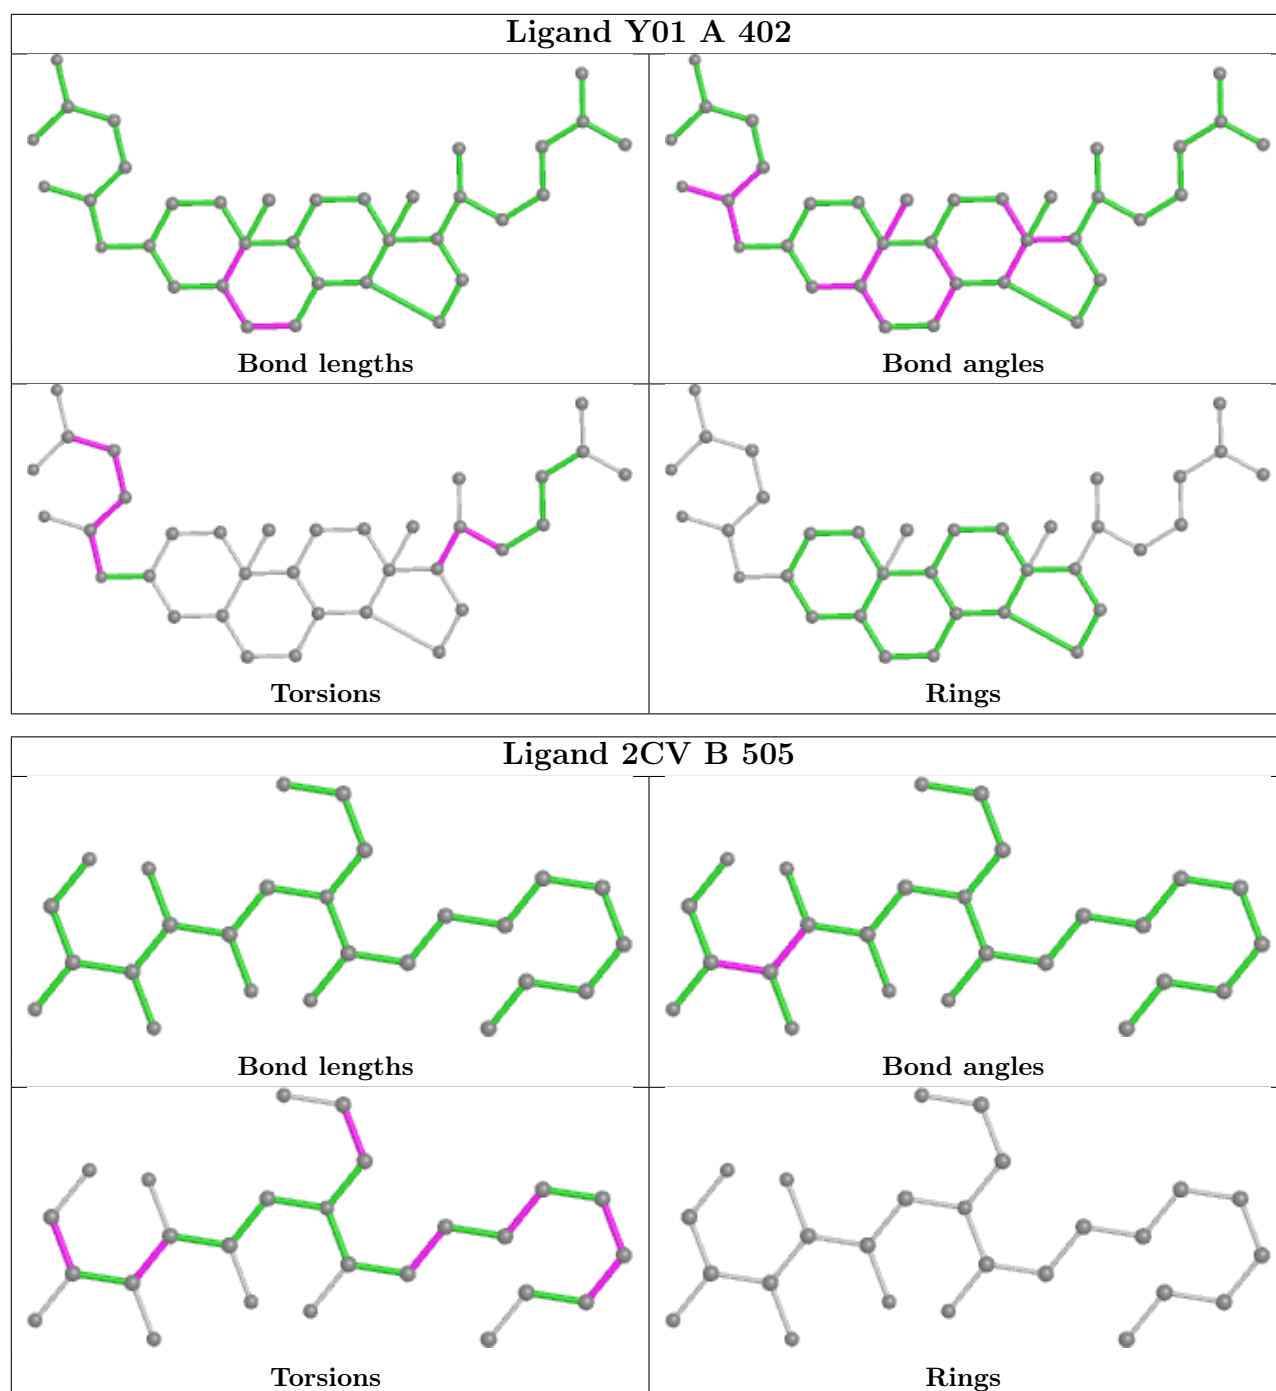 Ligand Y01 A 402
Bond lengths
Bond angles
Torsions
Rings
Ligand 2CV B 505
Bond lengths
Bond angles
Torsions
Rings